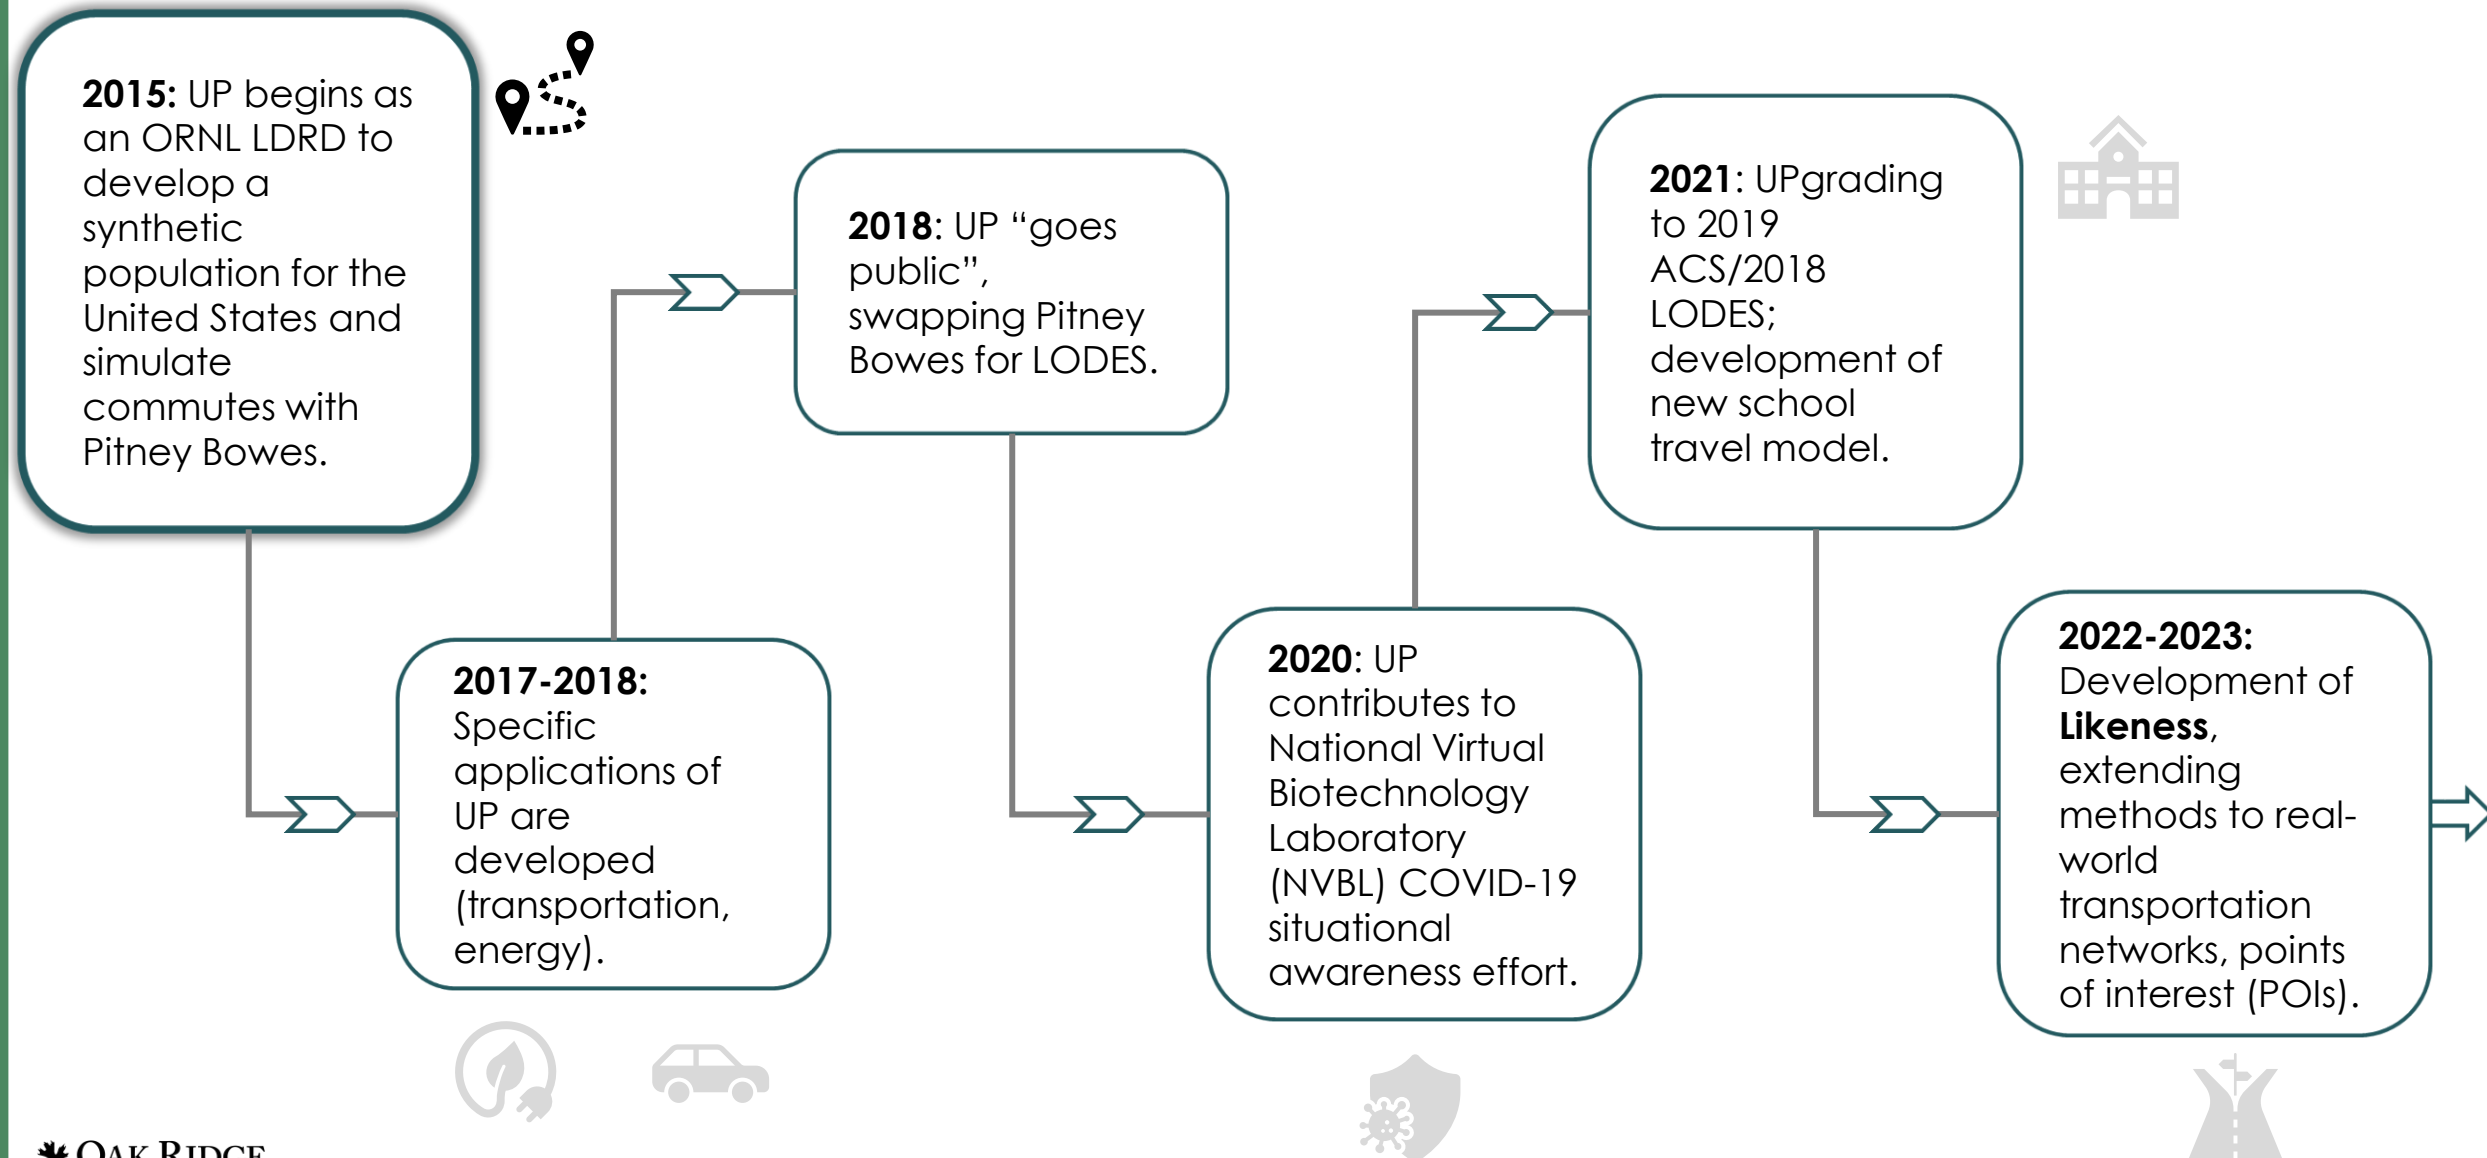 2015: UP begins as
an ORNL LDRD to
develop a
synthetic
population for the
United States and
simulate
commutes with
Pitney Bowes.
2017-2018:
Specific
applications of
UP are
developed
(transportation,
energy).
2018: UP “goes
public”,
swapping Pitney
Bowes for LODES.
2020: UP
contributes to
National Virtual
Biotechnology
Laboratory
(NVBL) COVID-19
situational
awareness effort.
2021: UPgrading
to 2019
ACS/2018
LODES;
development of
new school
travel model.
2022-2023:
Development of
Likeness,
extending
methods to real-
world
transportation
networks, points
of interest (POIs).
OAK RIDGE